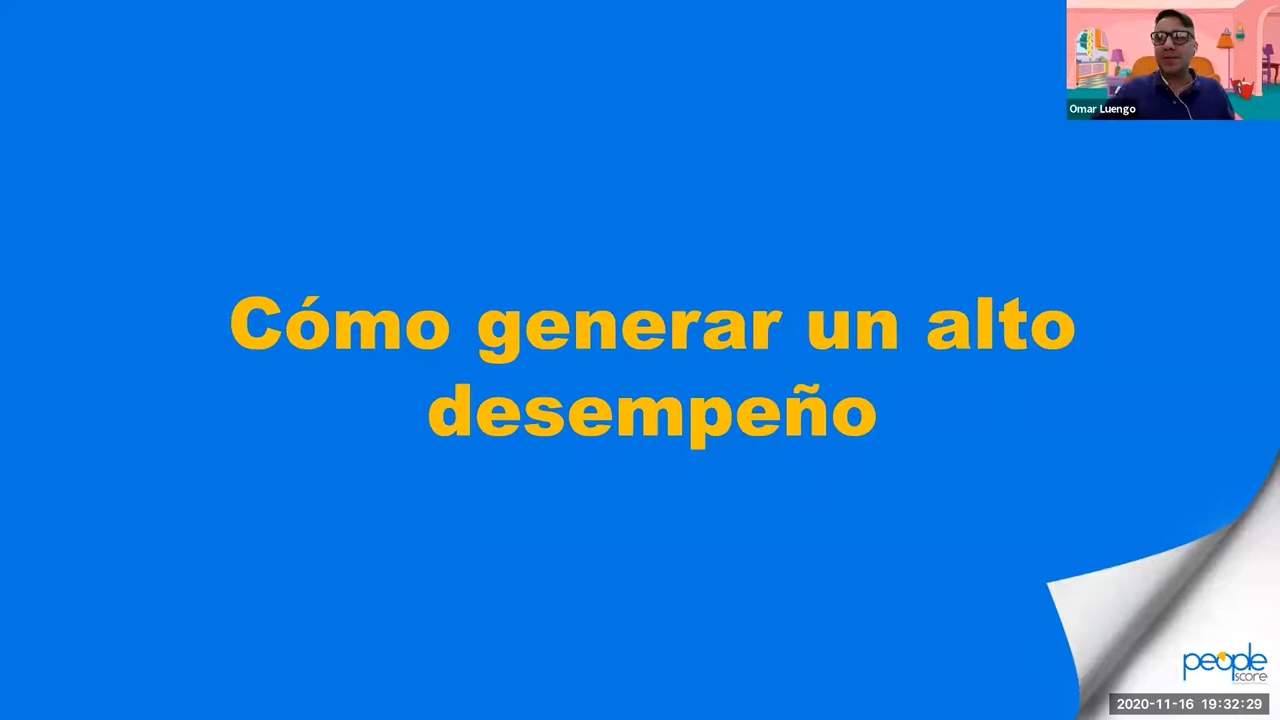 Omar Luengo
Cómo generar un alto
desempeño
people
score
2020-11-16 19:32:29